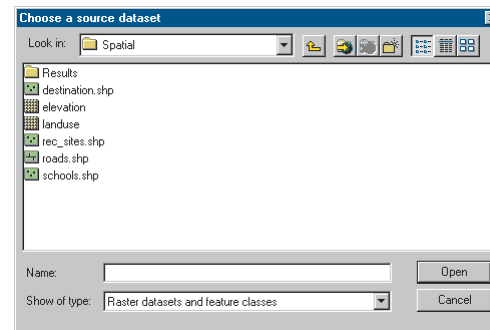 Choose a source dataset
Look in: Spatial
Results
destination.shp
elevation
landuse
rec_sites.shp
roads.shp
schools.shp
Name:
Open
Show of type: Raster datasets and feature classes
Cancel